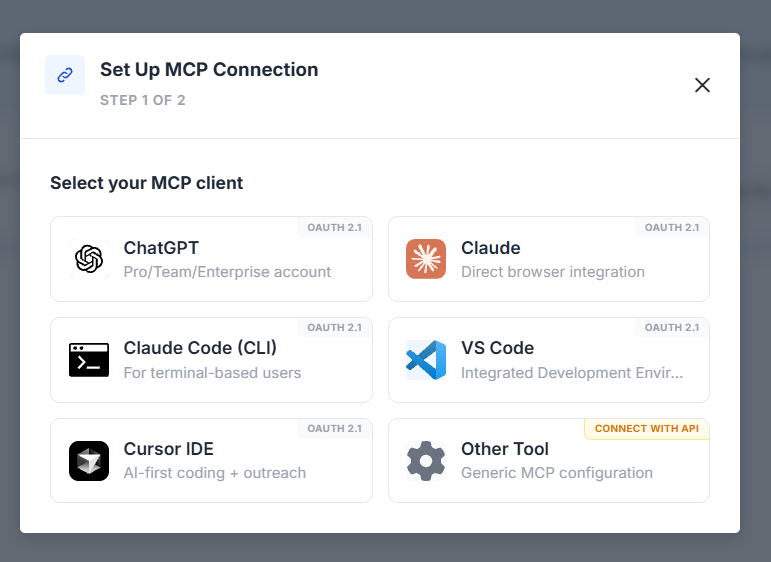 Set Up MCP Connection
STEP 1 OF 2
Select your MCP client
OAUTH 2.1
ChatGPT
Pro/Team/Enterprise account
OAUTH 2.1
Claude
Direct browser integration
OAUTH 2.1
Claude Code (CLI)
For terminal-based users
OAUTH 2.1
VS Code
Integrated Development Envir...
OAUTH 2.1
Cursor IDE
AI-first coding + outreach
CONNECT WITH API
Other Tool
Generic MCP configuration